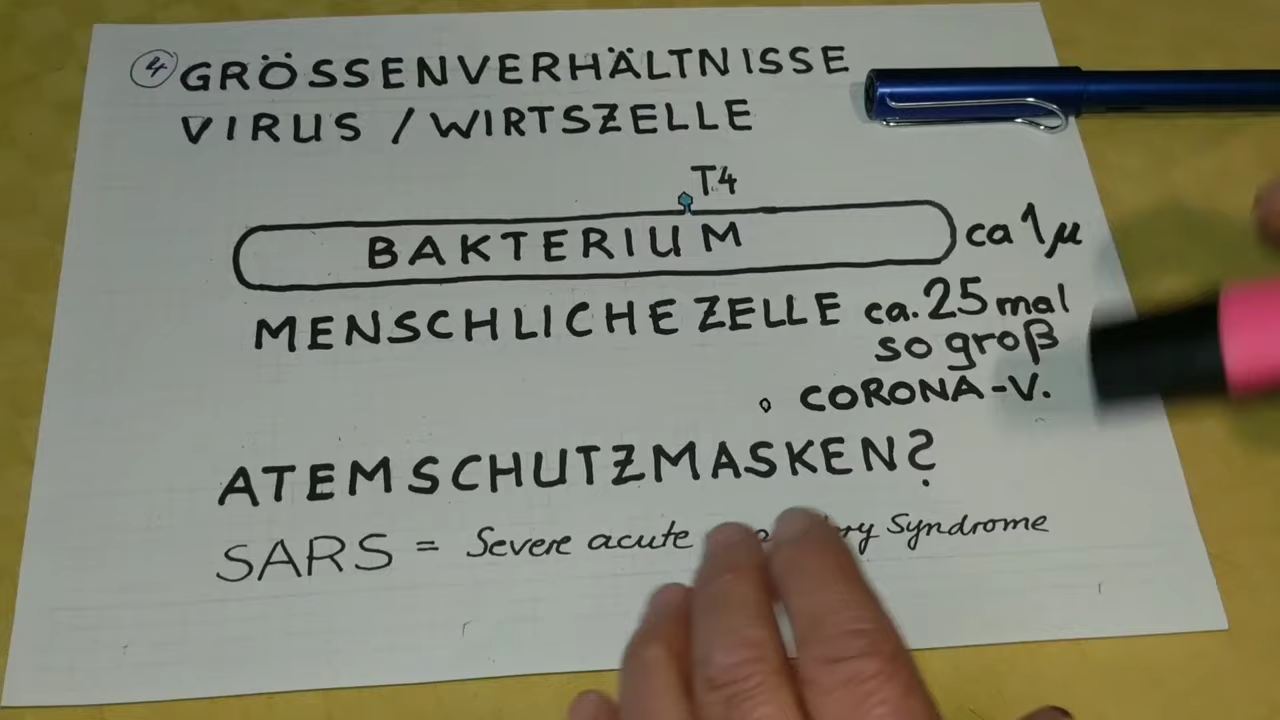 4 GRÖSSENVERHÄLTNISSE
VIRUS / WIRTSZELLE
T4
BAKTERIUM ca 1 µ
MENSCHLICHE ZELLE ca. 25 mal
so groß
CORONA-V.
ATEMSCHUTZMASKEN?
SARS = Severe acute Syndrome